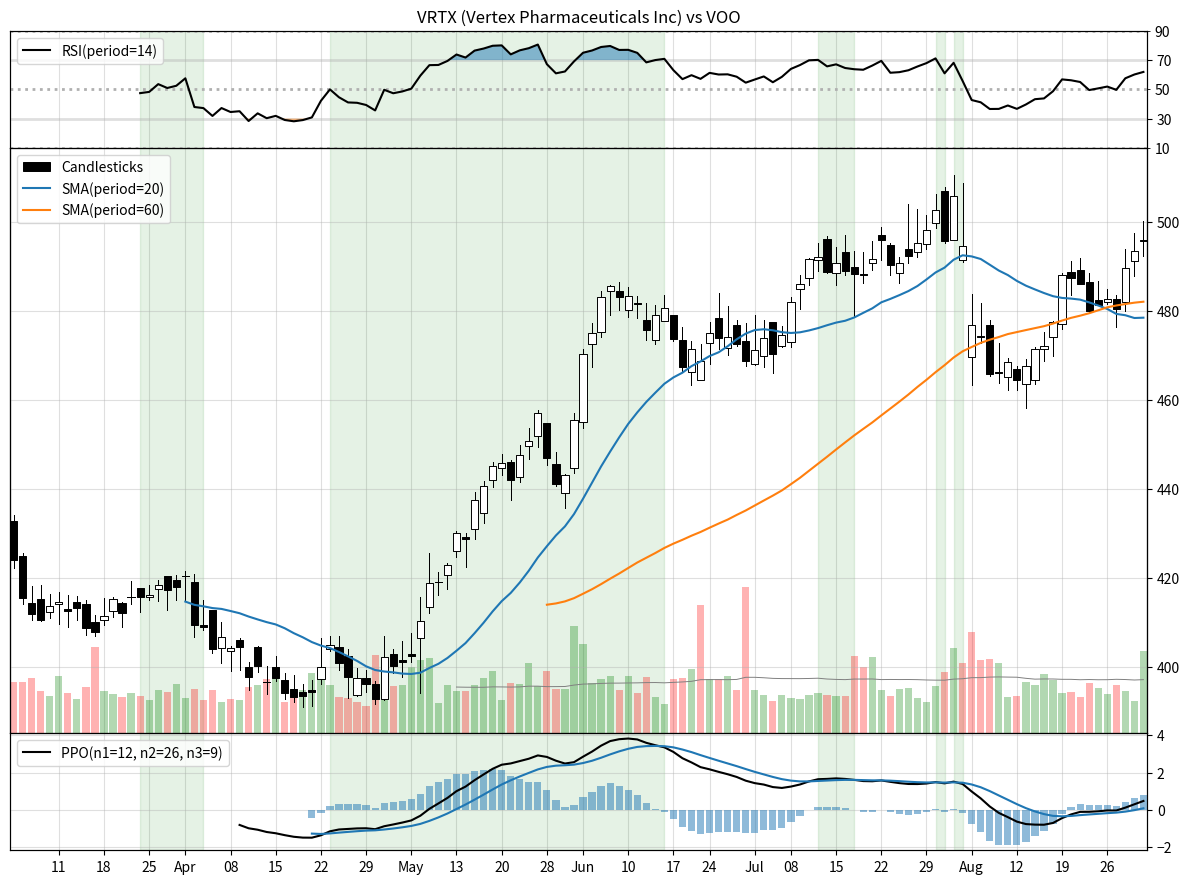 VRTX (Vertex Pharmaceuticals Inc) vs VOO
RSI(period=14)
90
70
50
30
10
Candlesticks
SMA(period=20)
SMA(period=60)
500
480
460
440
420
400
PPO(n1=12, n2=26, n3=9)
4
2
0
−2
11 18 25 Apr 08 15 22 29 May 13 20 28 Jun 10 17 24 Jul 08 15 22 29 Aug 12 19 26